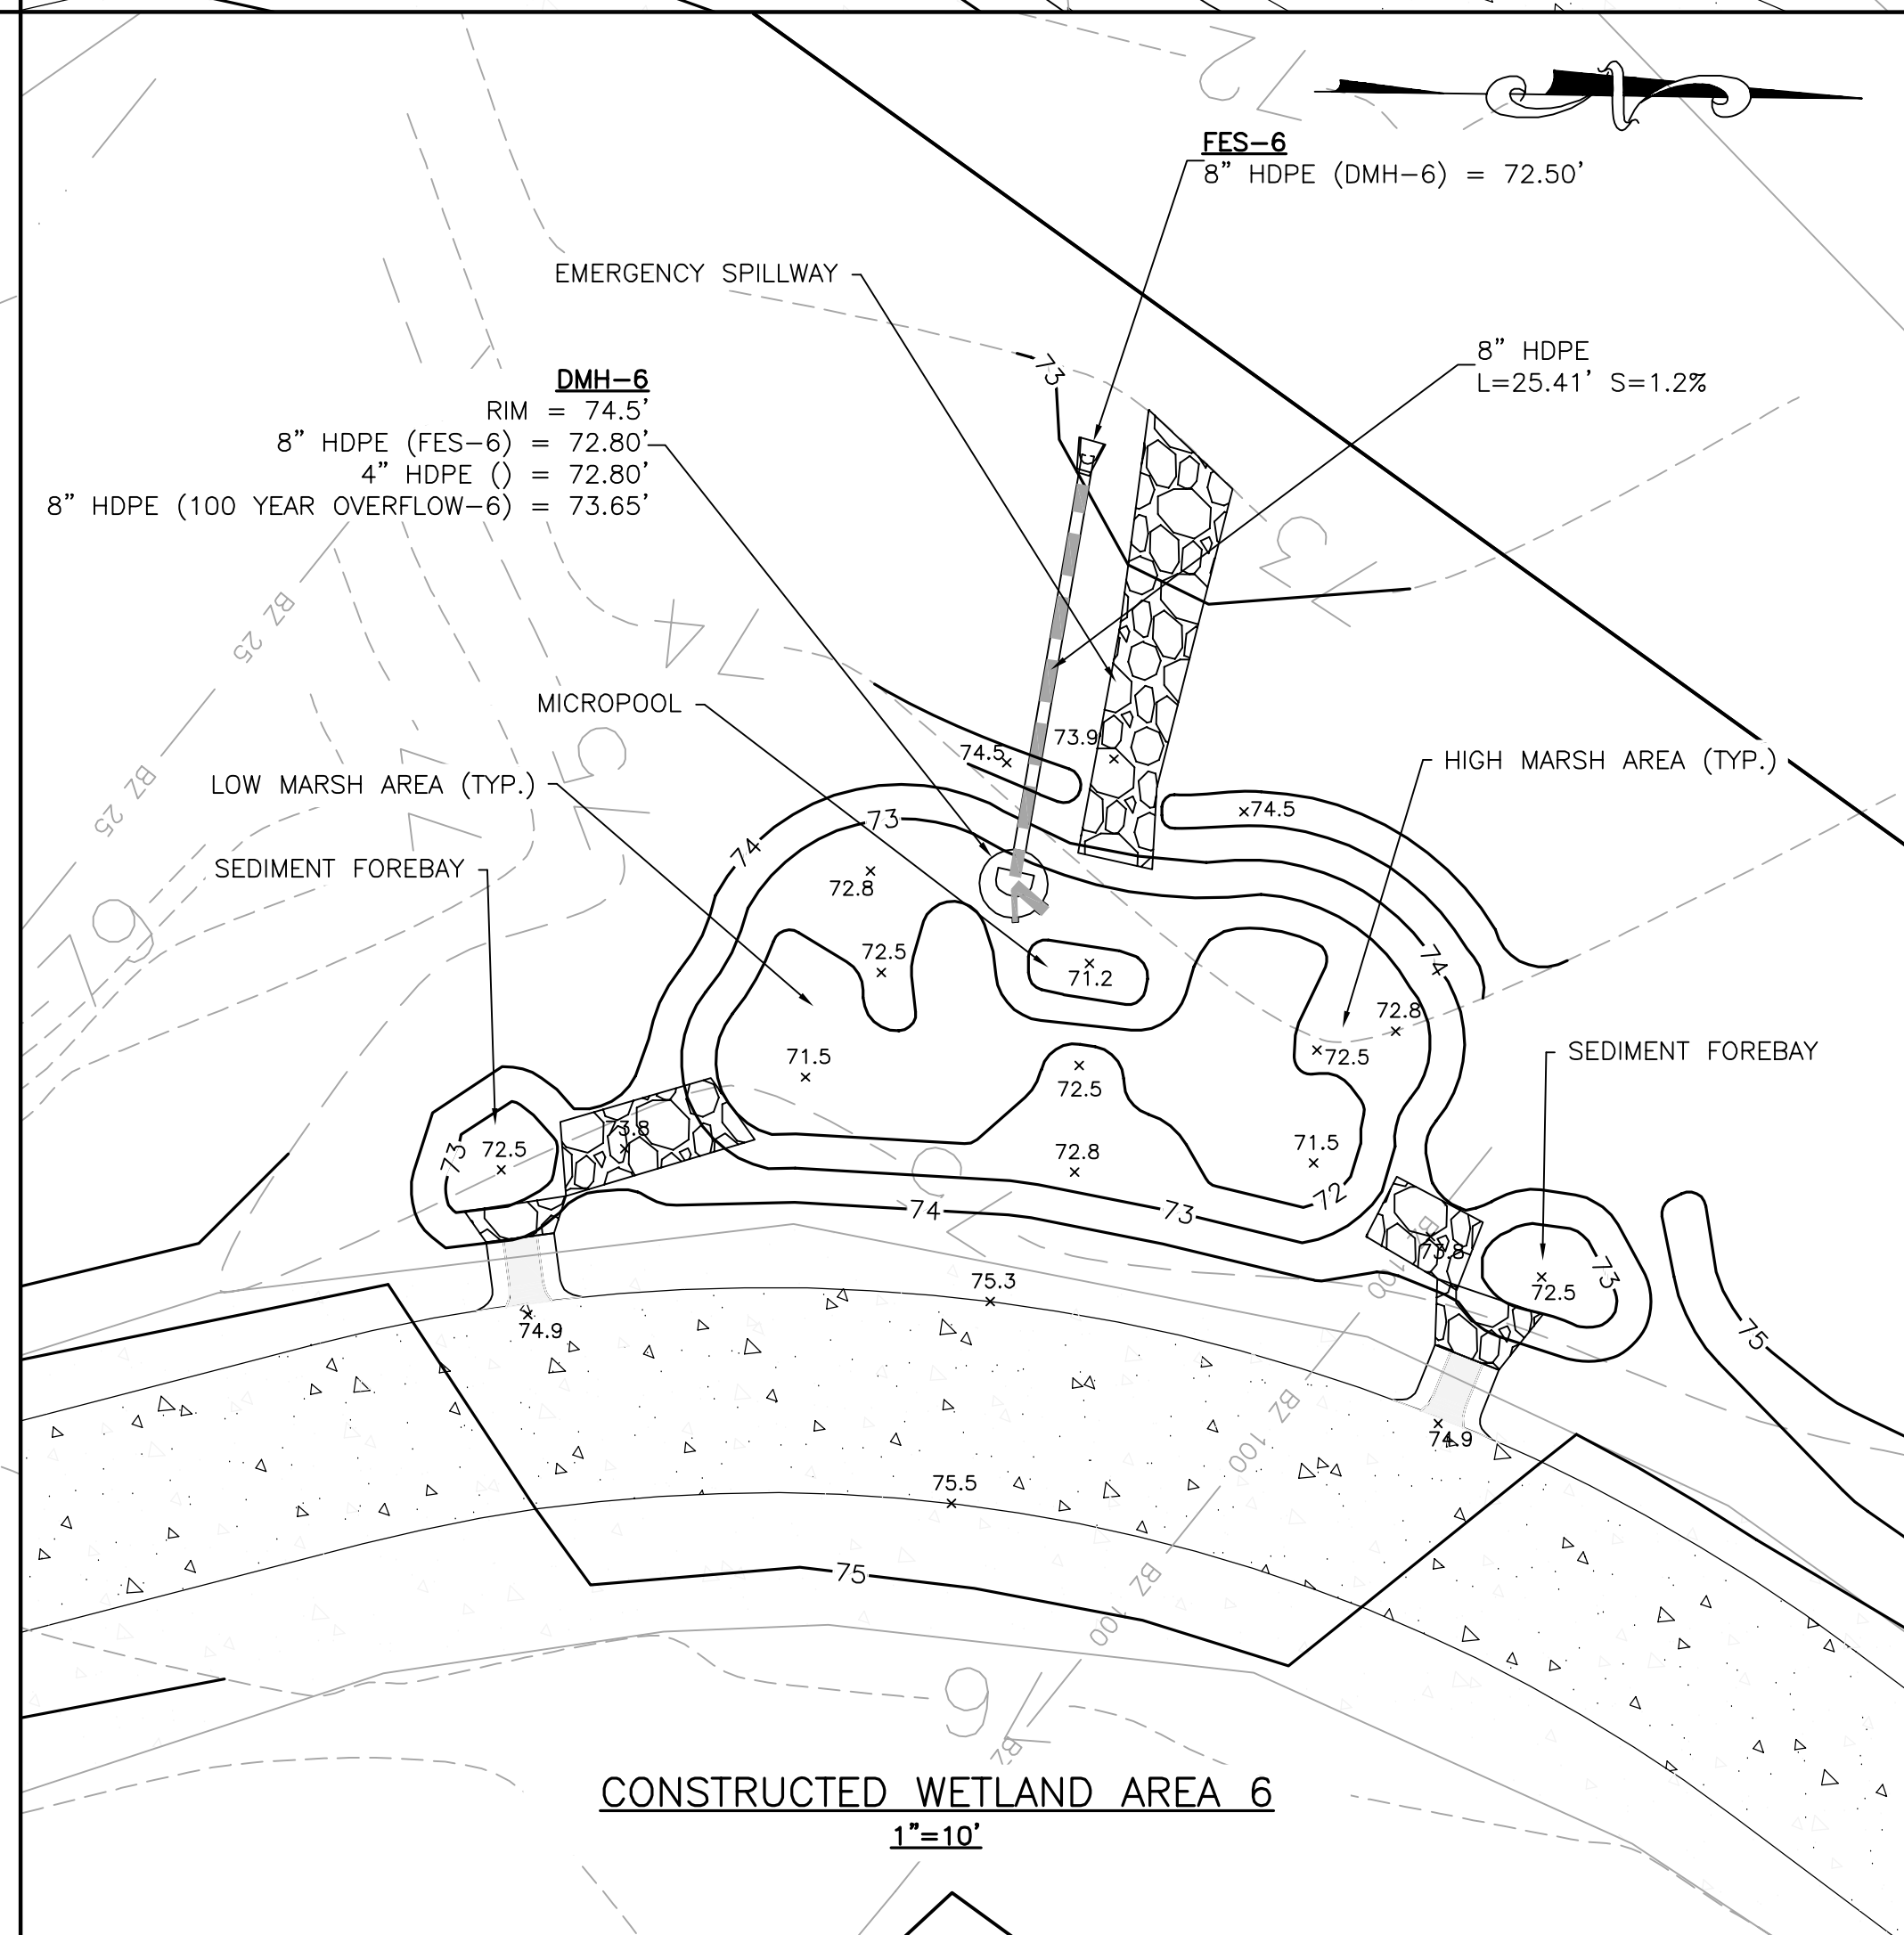 72
FES-6
8" HDPE (DMH-6) = 72.50'
EMERGENCY SPILLWAY
8" HDPE
L=25.41' S=1.2%
73
DMH-6
RIM = 74.5'
8" HDPE (FES-6) = 72.80'
4" HDPE () = 72.80'
8" HDPE (100 YEAR OVERFLOW-6) = 73.65'
73
BZ 25
74
MICROPOOL
74.5
73.9
HIGH MARSH AREA (TYP.)
75
LOW MARSH AREA (TYP.)
BZ 25
74.5
73
74
SEDIMENT FOREBAY
72.8
76
72.5
71.2
74
72.8
72.5
SEDIMENT FOREBAY
71.5
72.5
73.8
73
72.5
72.8
71.5
72
74
73
75
BZ 100
73.8
73
72.5
75.3
74.9
75
BZ 100
74.9
75.5
75
BZ 100
76
BZ
CONSTRUCTED WETLAND AREA 6
1"=10'